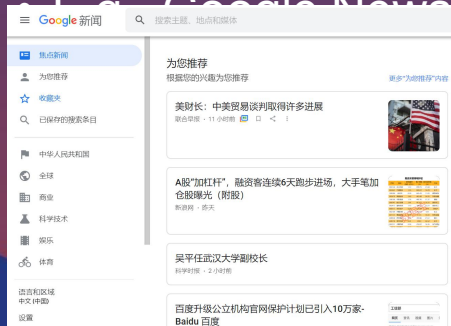 Google 新闻
搜索主题、地点和媒体
焦点新闻
为您推荐
收藏夹
已保存的搜索条目
中华人民共和国
全球
商业
科学技术
娱乐
体育
语言和区域
中文 (中国)
设置
为您推荐
根据您的兴趣为您推荐
更多“为您推荐”内容
美财长：中美贸易谈判取得许多进展
联合早报 · 11 小时前
A股“加杠杆”，融资客连续6天跑步进场，大手笔加
仓股曝光（附股）
新浪网 · 昨天
吴平任武汉大学副校长
科学时报 · 2 小时前
百度升级公立机构官网保护计划已引入10万家-
Baidu 百度